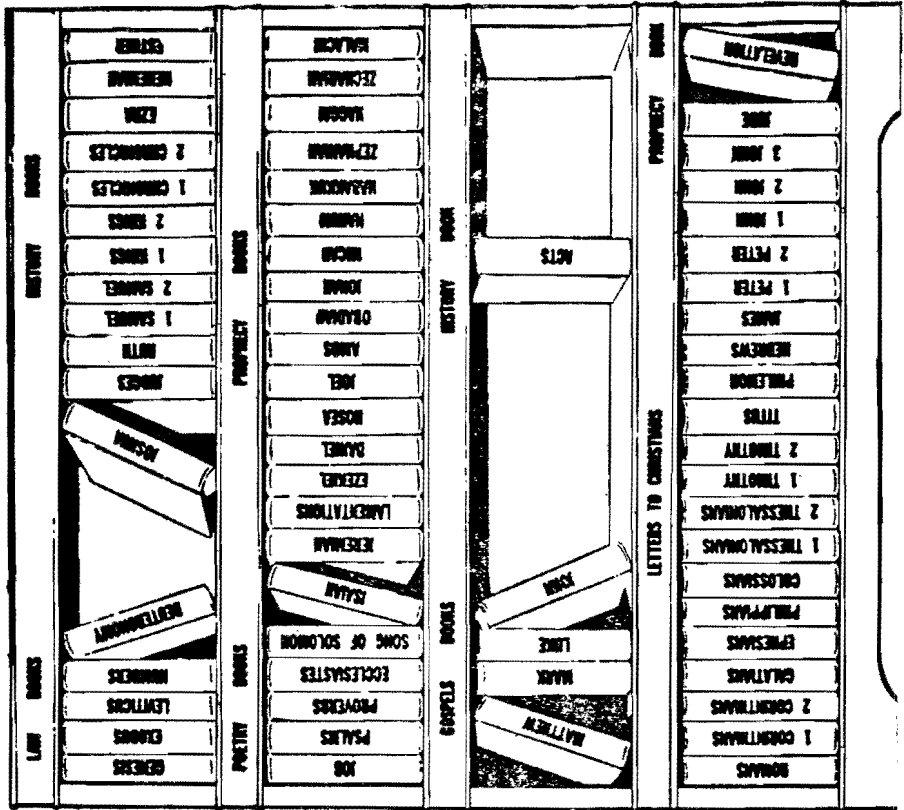 LAW BOOKS
GENESIS
EXODUS
LEVITICUS
NUMBERS
DEUTERONOMY
HISTORY BOOKS
JOSHUA
JUDGES
RUTH
1 SAMUEL
2 SAMUEL
1 KINGS
2 KINGS
1 CHRONICLES
2 CHRONICLES
EZRA
NEHEMIAH
ESTHER
POETRY BOOKS
JOB
PSALMS
PROVERBS
ECCLESIASTES
SONG OF SOLOMON
PROPHECY BOOKS
ISAIAH
JEREMIAH
LAMENTATIONS
EZEKIEL
DANIEL
HOSEA
JOEL
AMOS
OBADIAH
JONAH
MICAH
NAHUM
HABAKKUK
ZEPHANIAH
HAGGAI
ZECHARIAH
MALACHI
GOSPELS BOOKS
MATTHEW
MARK
LUKE
JOHN
HISTORY BOOK
ACTS
LETTERS TO CHRISTIANS
ROMANS
1 CORINTHIANS
2 CORINTHIANS
GALATIANS
EPHESIANS
PHILIPPIANS
COLOSSIANS
1 THESSALONIANS
2 THESSALONIANS
1 TIMOTHY
2 TIMOTHY
TITUS
PHILEMON
HEBREWS
JAMES
1 PETER
2 PETER
1 JOHN
2 JOHN
3 JOHN
JUDE
PROPHECY BOOK
REVELATION